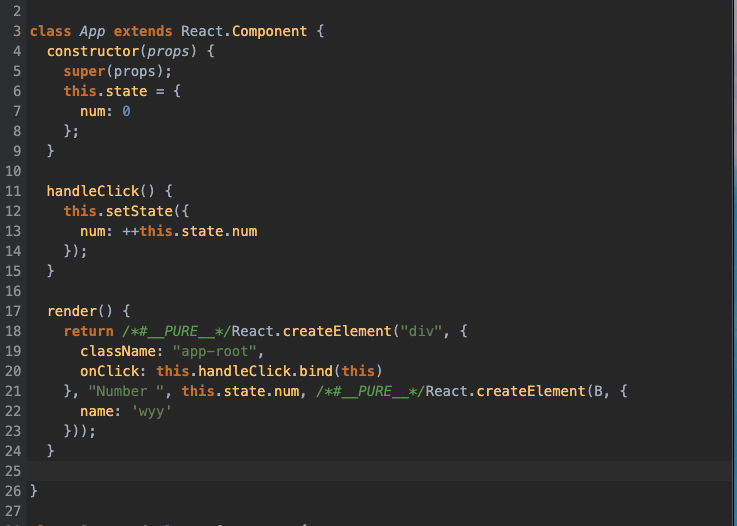 2
3 class App extends React.Component {
4   constructor(props) {
5     super(props);
6     this.state = {
7       num: 0
8     };
9   }
10
11   handleClick() {
12     this.setState({
13       num: ++this.state.num
14     });
15   }
16
17   render() {
18     return /*#__PURE__*/React.createElement("div", {
19       className: "app-root",
20       onClick: this.handleClick.bind(this)
21     }, "Number ", this.state.num, /*#__PURE__*/React.createElement(B, {
22       name: 'wyy'
23     }));
24   }
25
26 }
27